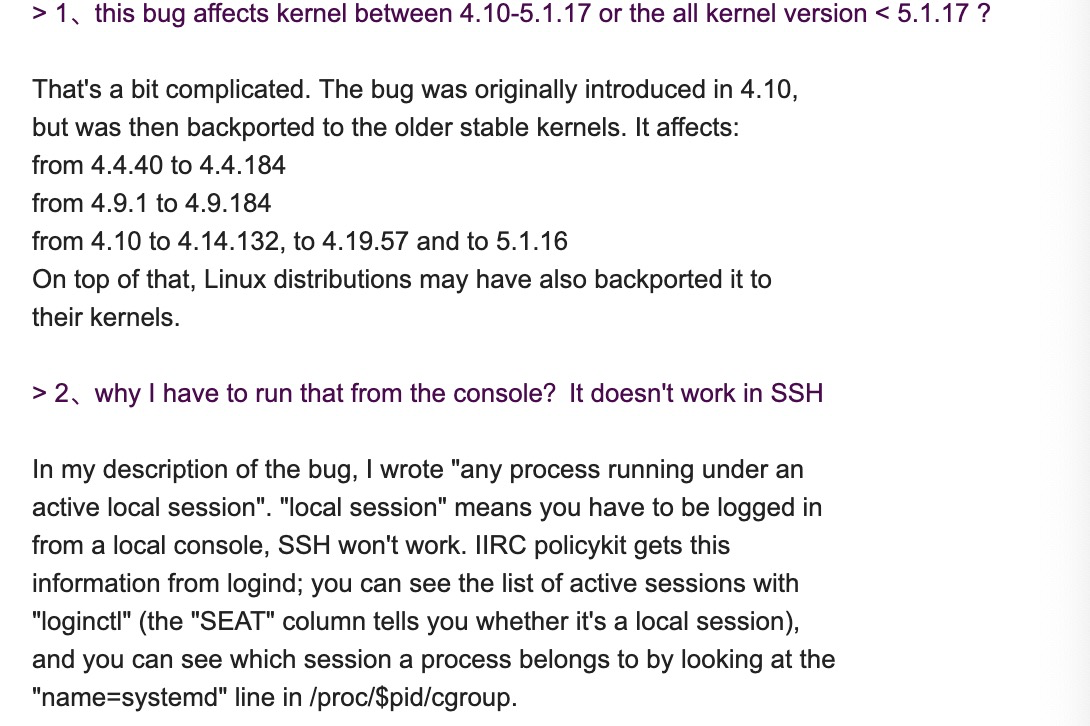 > 1、this bug affects kernel between 4.10-5.1.17 or the all kernel version < 5.1.17 ?
That's a bit complicated. The bug was originally introduced in 4.10,
but was then backported to the older stable kernels. It affects:
from 4.4.40 to 4.4.184
from 4.9.1 to 4.9.184
from 4.10 to 4.14.132, to 4.19.57 and to 5.1.16
On top of that, Linux distributions may have also backported it to
their kernels.
> 2、why I have to run that from the console?  It doesn't work in SSH
In my description of the bug, I wrote "any process running under an
active local session". "local session" means you have to be logged in
from a local console, SSH won't work. IIRC policykit gets this
information from logind; you can see the list of active sessions with
"loginctl" (the "SEAT" column tells you whether it's a local session),
and you can see which session a process belongs to by looking at the
"name=systemd" line in /proc/$pid/cgroup.